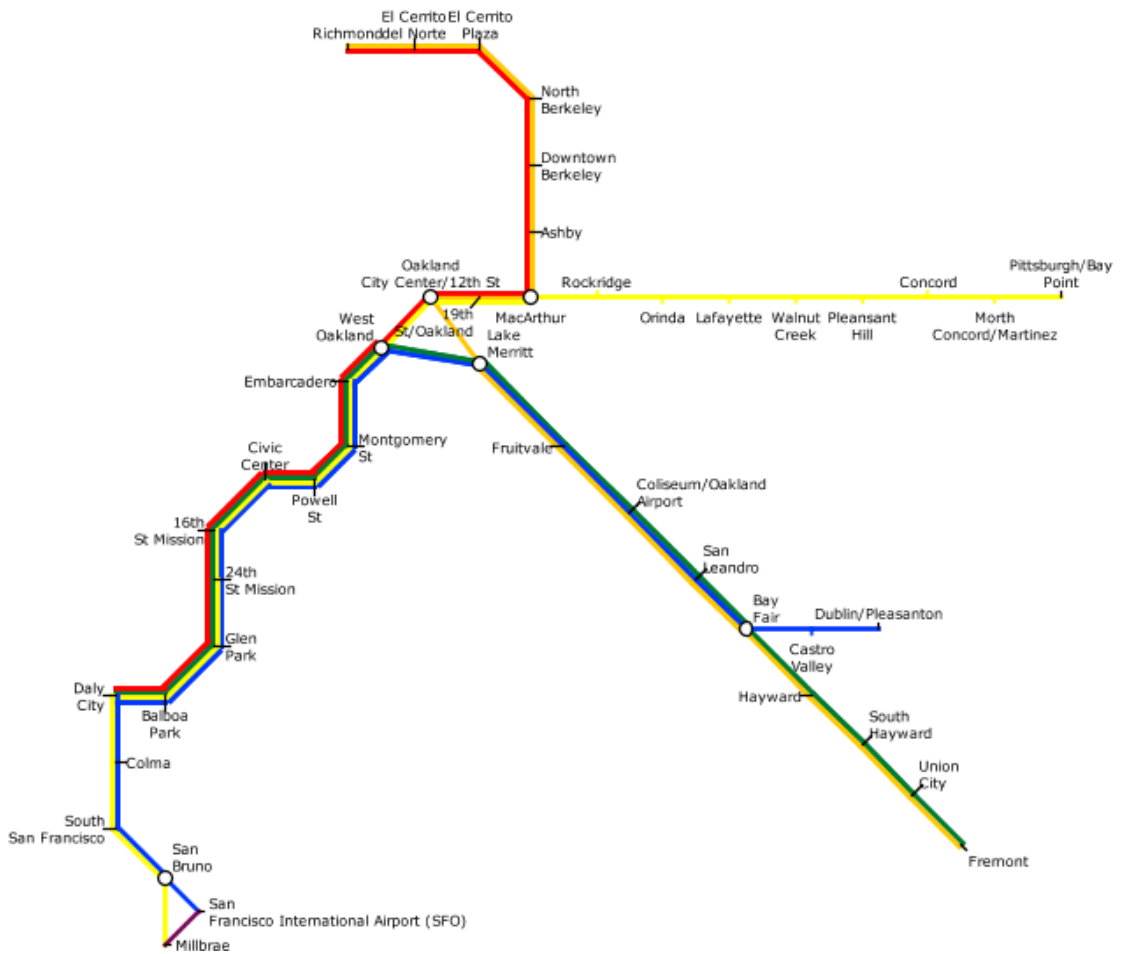 El Cerrito El Cerrito
Richmond del Norte Plaza
North
Berkeley
Downtown
Berkeley
Ashby
Oakland
City Center/12th St
Rockridge
Concord
Pittsburgh/Bay
Point
19th
St/Oakland
MacArthur
Orinda
Lafayette
Walnut
Creek
Pleasant
Hill
Morth
Concord/Martinez
West
Oakland
Lake
Merritt
Embarcadero
Montgomery
St
Fruitvale
Civic
Center
Powell
St
Coliseum/Oakland
Airport
16th
St Mission
24th
St Mission
San
Leandro
Bay
Fair
Dublin/Pleasanton
Castro
Valley
Glen
Park
Daly
City
Balboa
Park
Hayward
South
Hayward
Colma
Union
City
South
San Francisco
San
Bruno
Fremont
San
Francisco International Airport (SFO)
Millbrae